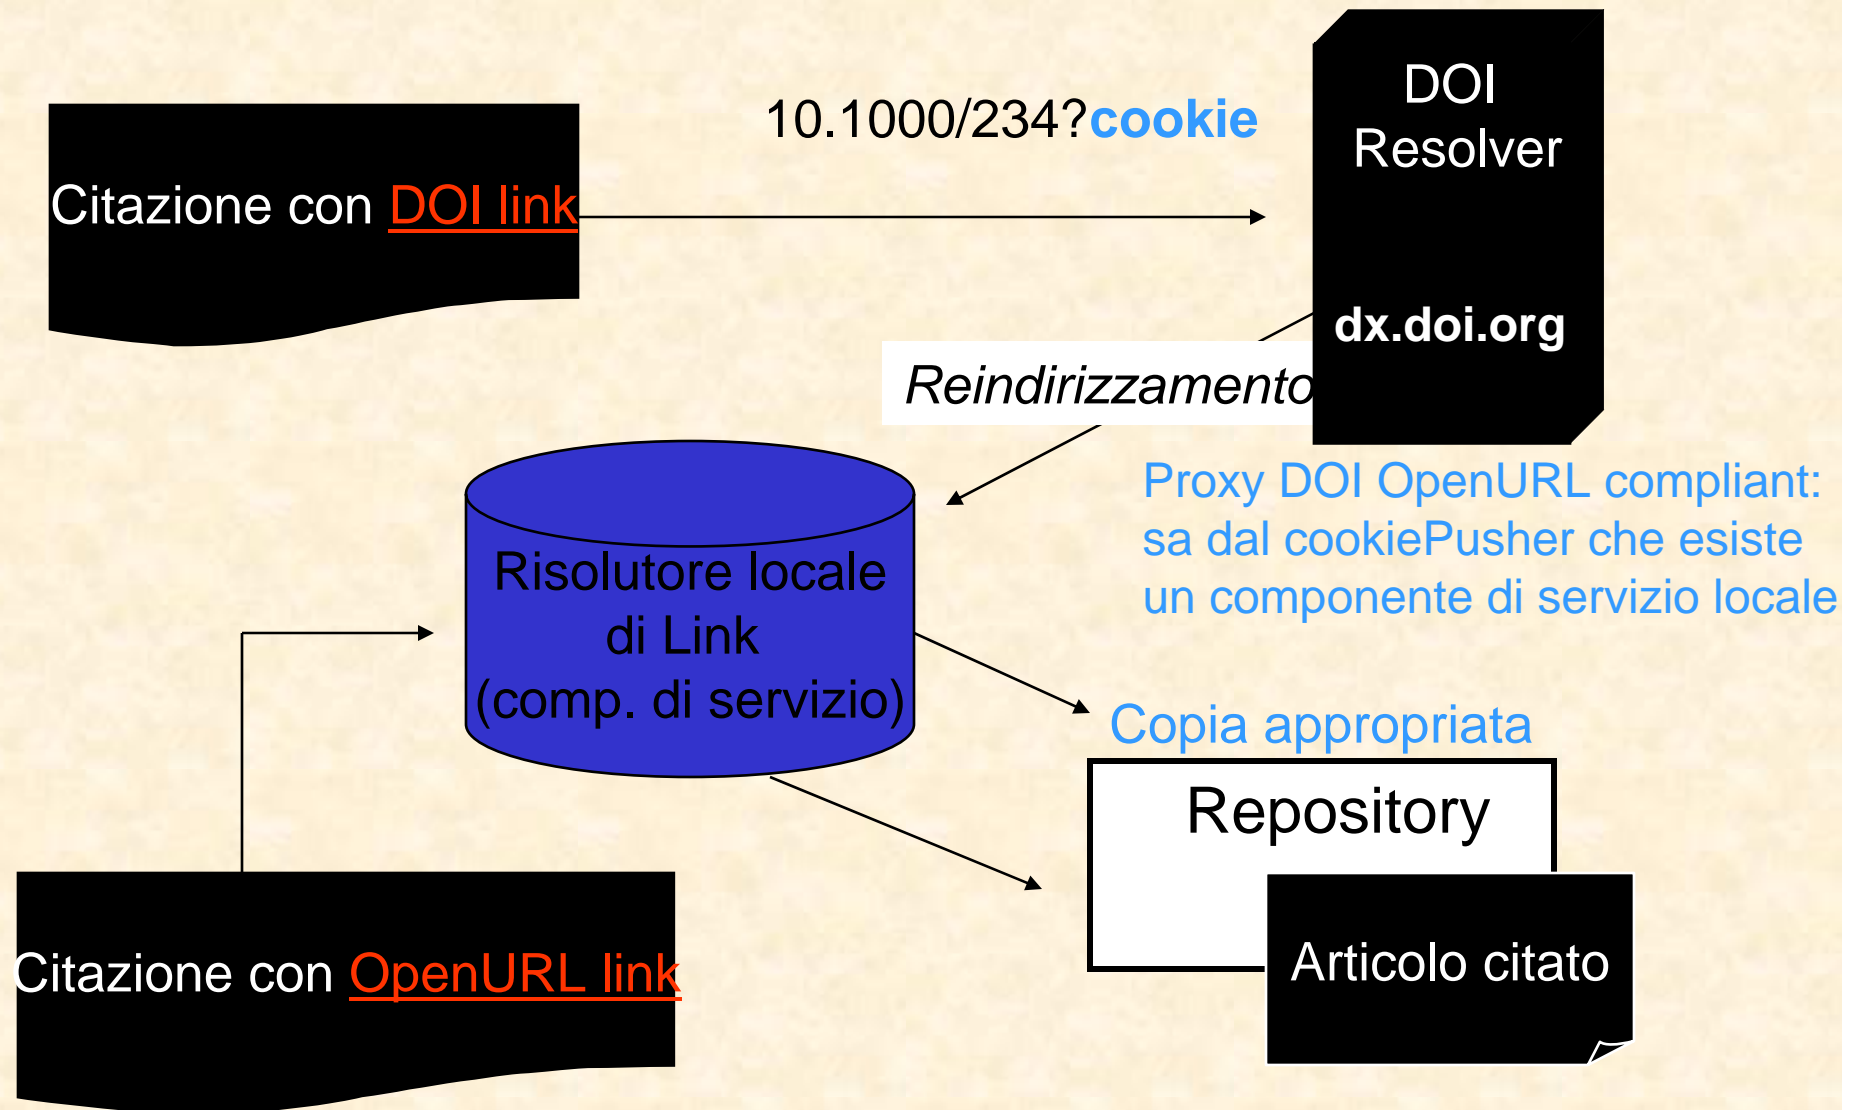 10.1000/234?cookie
DOI
Resolver
dx.doi.org
Citazione con DOI link
Reindirizzamento
Proxy DOI OpenURL compliant:
sa dal cookiePusher che esiste
un componente di servizio locale
Risolutore locale
di Link
(comp. di servizio)
Copia appropriata
Repository
Articolo citato
Citazione con OpenURL link